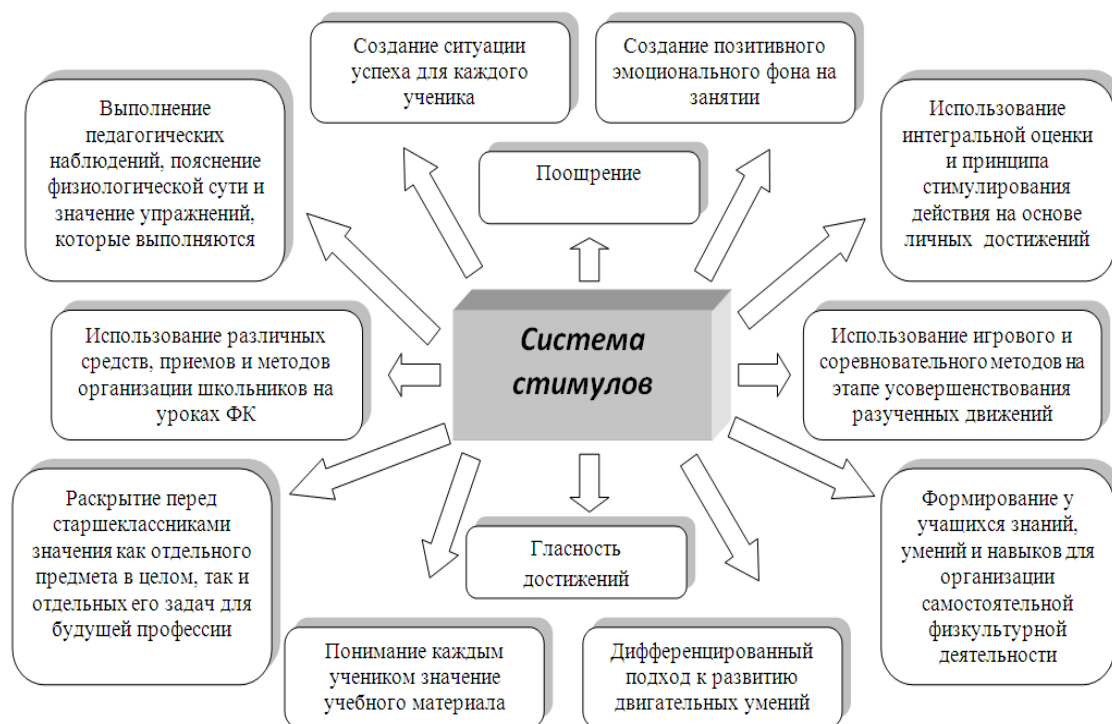 Создание ситуации
успеха для каждого
ученика
Создание позитивного
эмоционального фона на
занятии
Выполнение
педагогических
наблюдений, пояснение
физиологической сути и
значение упражнений,
которые выполняются
Поощрение
Использование
интегральной оценки
и принципа
стимулирования
действия на основе
личных достижений
Использование различных
средств, приемов и методов
организации школьников на
уроках ФК
Система
стимулов
Использование игрового и
соревновательного методов на
этапе усовершенствования
разученных движений
Раскрытие перед
старшеклассниками
значения как отдельного
предмета в целом, так и
отдельных его задач для
будущей профессии
Гласность
достижений
Формирование у
учащихся знаний,
умений и навыков для
организации
самостоятельной
физкультурной
деятельности
Понимание каждым
учеником значение
учебного материала
Дифференцированный
подход к развитию
двигательных умений